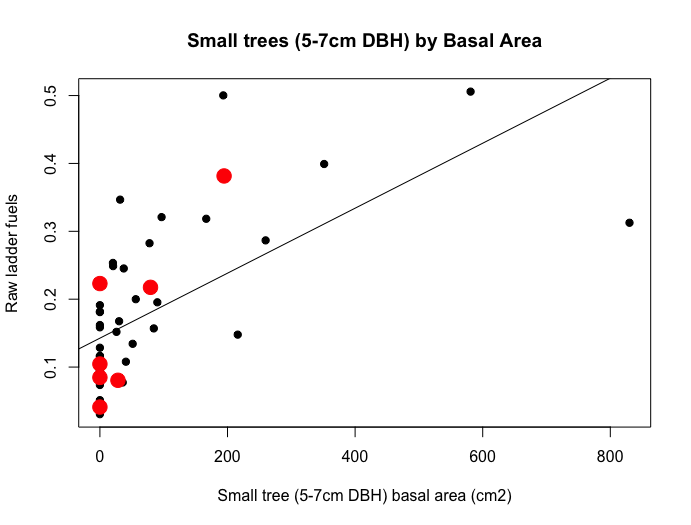 Small trees (5-7cm DBH) by Basal Area
Raw ladder fuels
0.5
0.4
0.3
0.2
0.1
0 200 400 600 800
Small tree (5-7cm DBH) basal area (cm2)